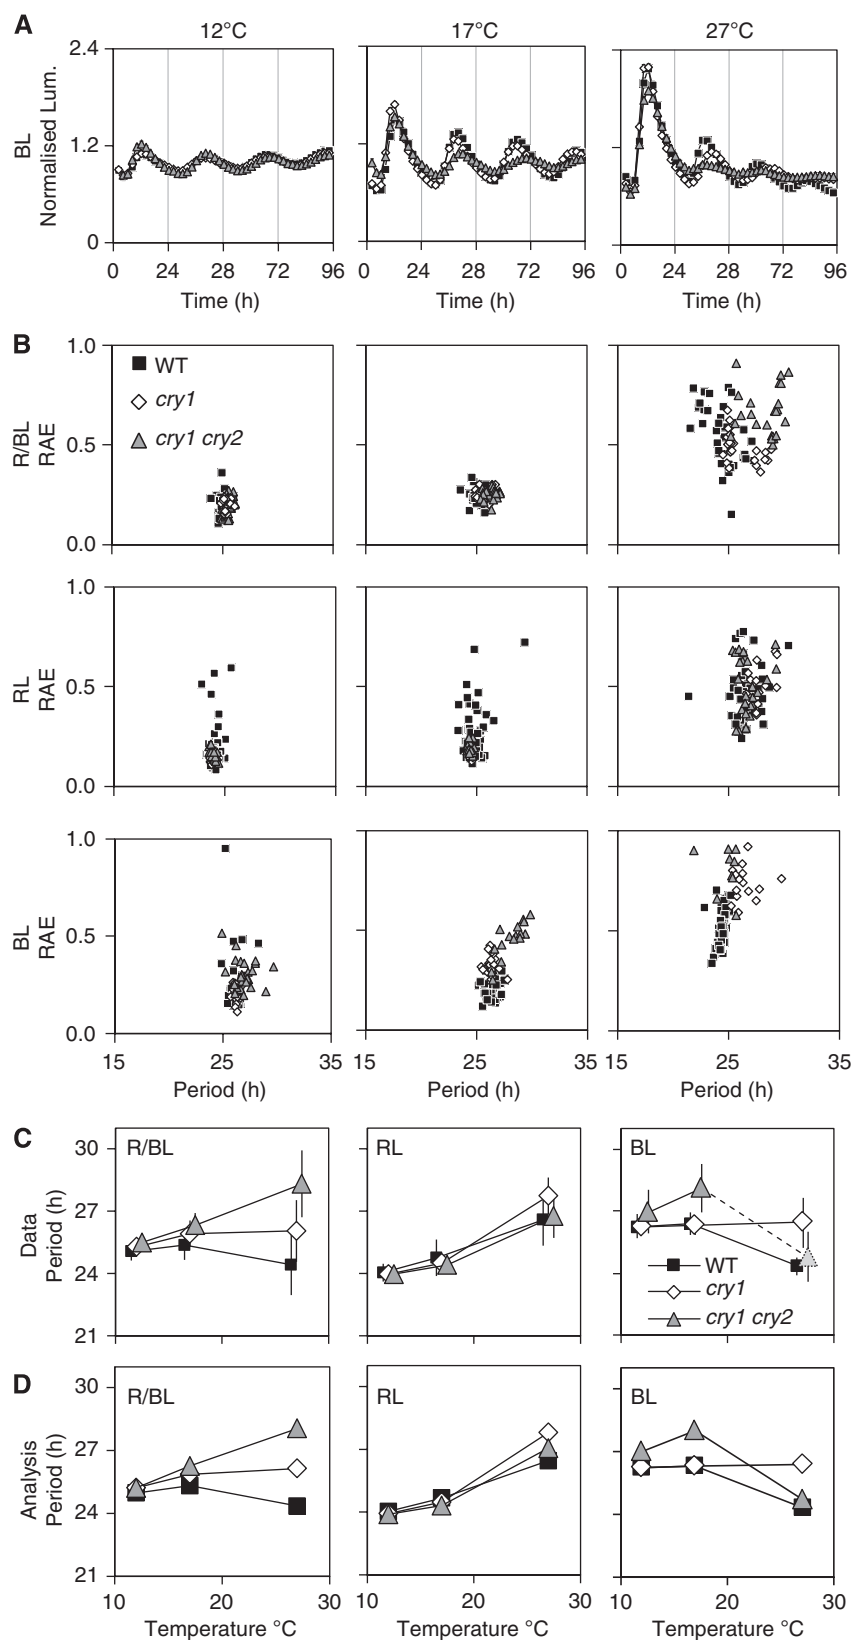 A
12°C 17°C 27°C
BL
Normalised Lum.
2.4
1.2
0
0 24 28 72 96 0 24 28 72 96 0 24 28 72 96
Time (h) Time (h) Time (h)
B
R/BL
RAE
1.0
0.5
0.0
WT
cry1
cry1 cry2
RL
RAE
1.0
0.5
0.0
BL
RAE
1.0
0.5
0.0
15 25 35 15 25 35 15 25 35
Period (h) Period (h) Period (h)
C
Data
Period (h)
30
27
24
21
R/BL RL BL
WT
cry1
cry1 cry2
D
Analysis
Period (h)
30
27
24
21
R/BL RL BL
10 20 30 10 20 30 10 20 30
Temperature °C Temperature °C Temperature °C